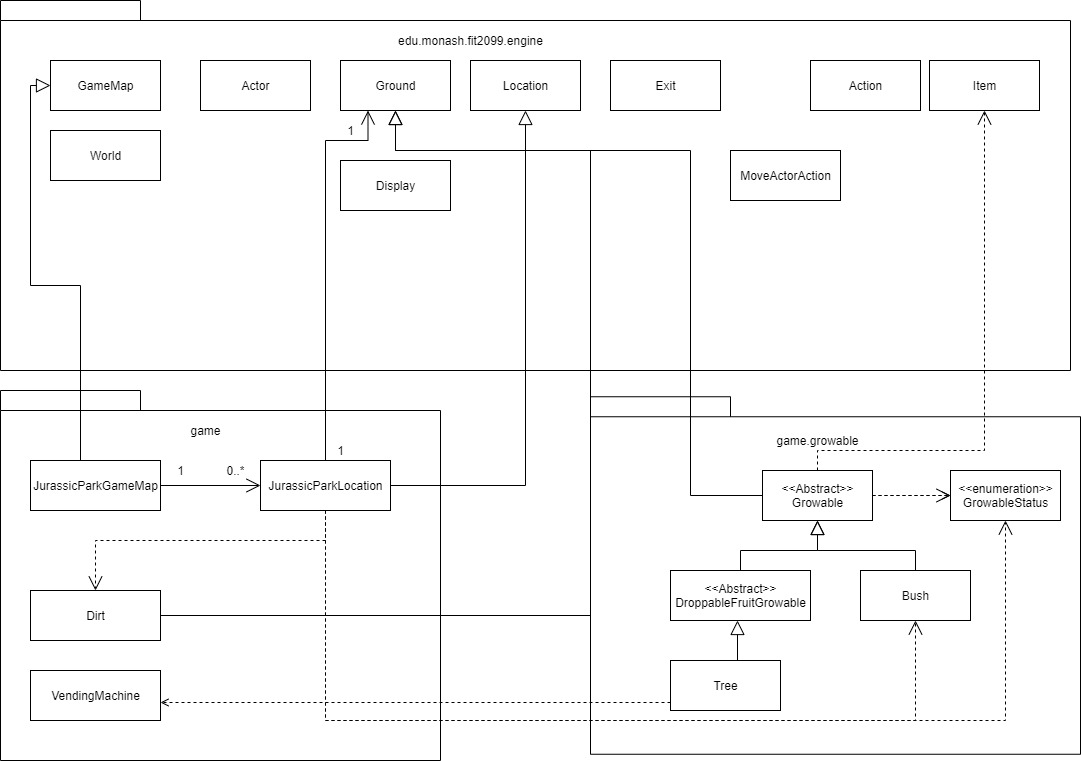 edu.monash.fit2099.engine
GameMap
Actor
Ground
Location
Exit
Action
Item
1
World
Display
MoveActorAction
game
game.growable
1
JurassicParkGameMap
1
0..*
JurassicParkLocation
<<Abstract>>
Growable
<<enumeration>>
GrowableStatus
Dirt
<<Abstract>>
DroppableFruitGrowable
Bush
VendingMachine
Tree